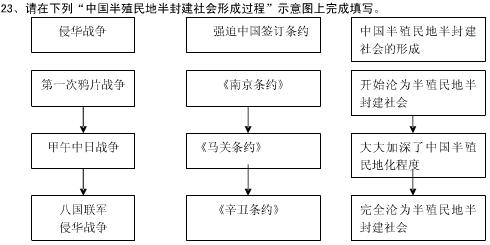 23、请在下列“中国半殖民地半封建社会形成过程”示意图上完成填写。
侵华战争
强迫中国签订条约
中国半殖民地半封建
社会的形成
第一次鸦片战争
《南京条约》
开始沦为半殖民地半
封建社会
甲午中日战争
《马关条约》
大大加深了中国半殖
民地化程度
八国联军
侵华战争
《辛丑条约》
完全沦为半殖民地半
封建社会